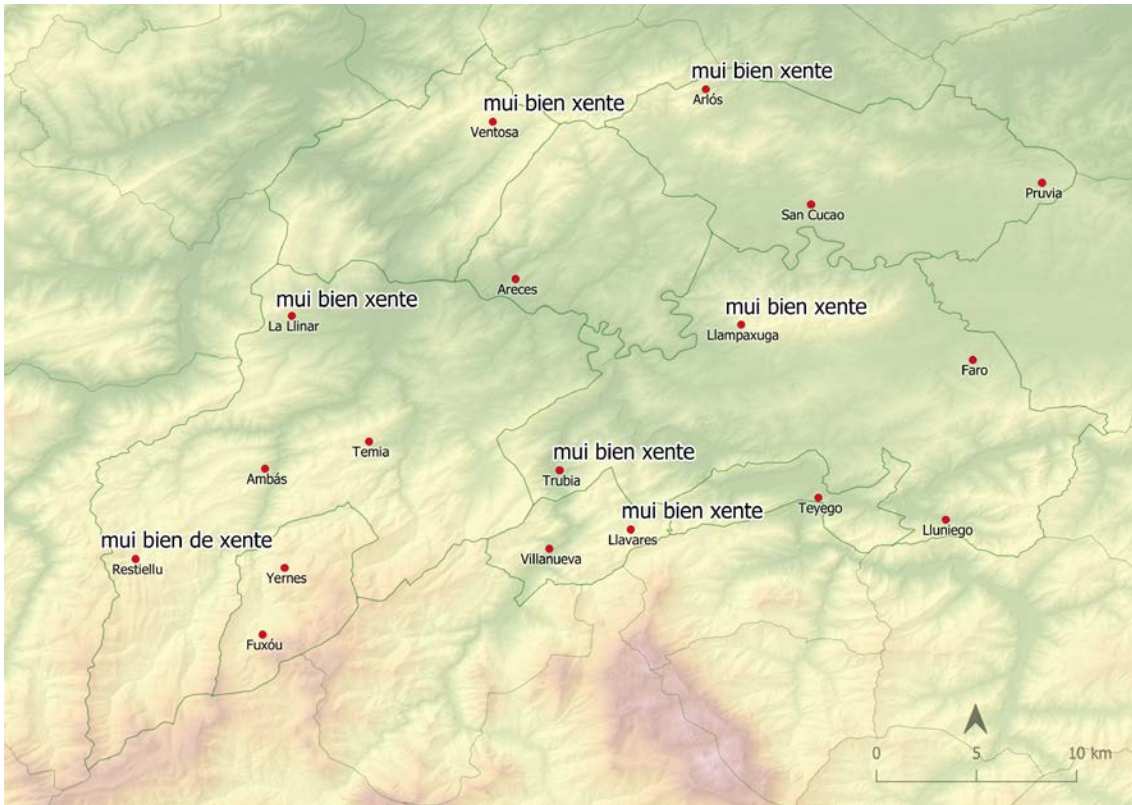 mui bien xente
Arlós
mui bien xente
Ventosa
Pruvia
San Cucao
Areces
mui bien xente
La Llinar
mui bien xente
Llampaxuga
Faro
Temia
Ambás
mui bien xente
Trubia
Teyego
mui bien xente
Llavares
Lluniego
mui bien de xente
Restiellu
Villanueva
Yernes
Fuxóu
0 5 10 km